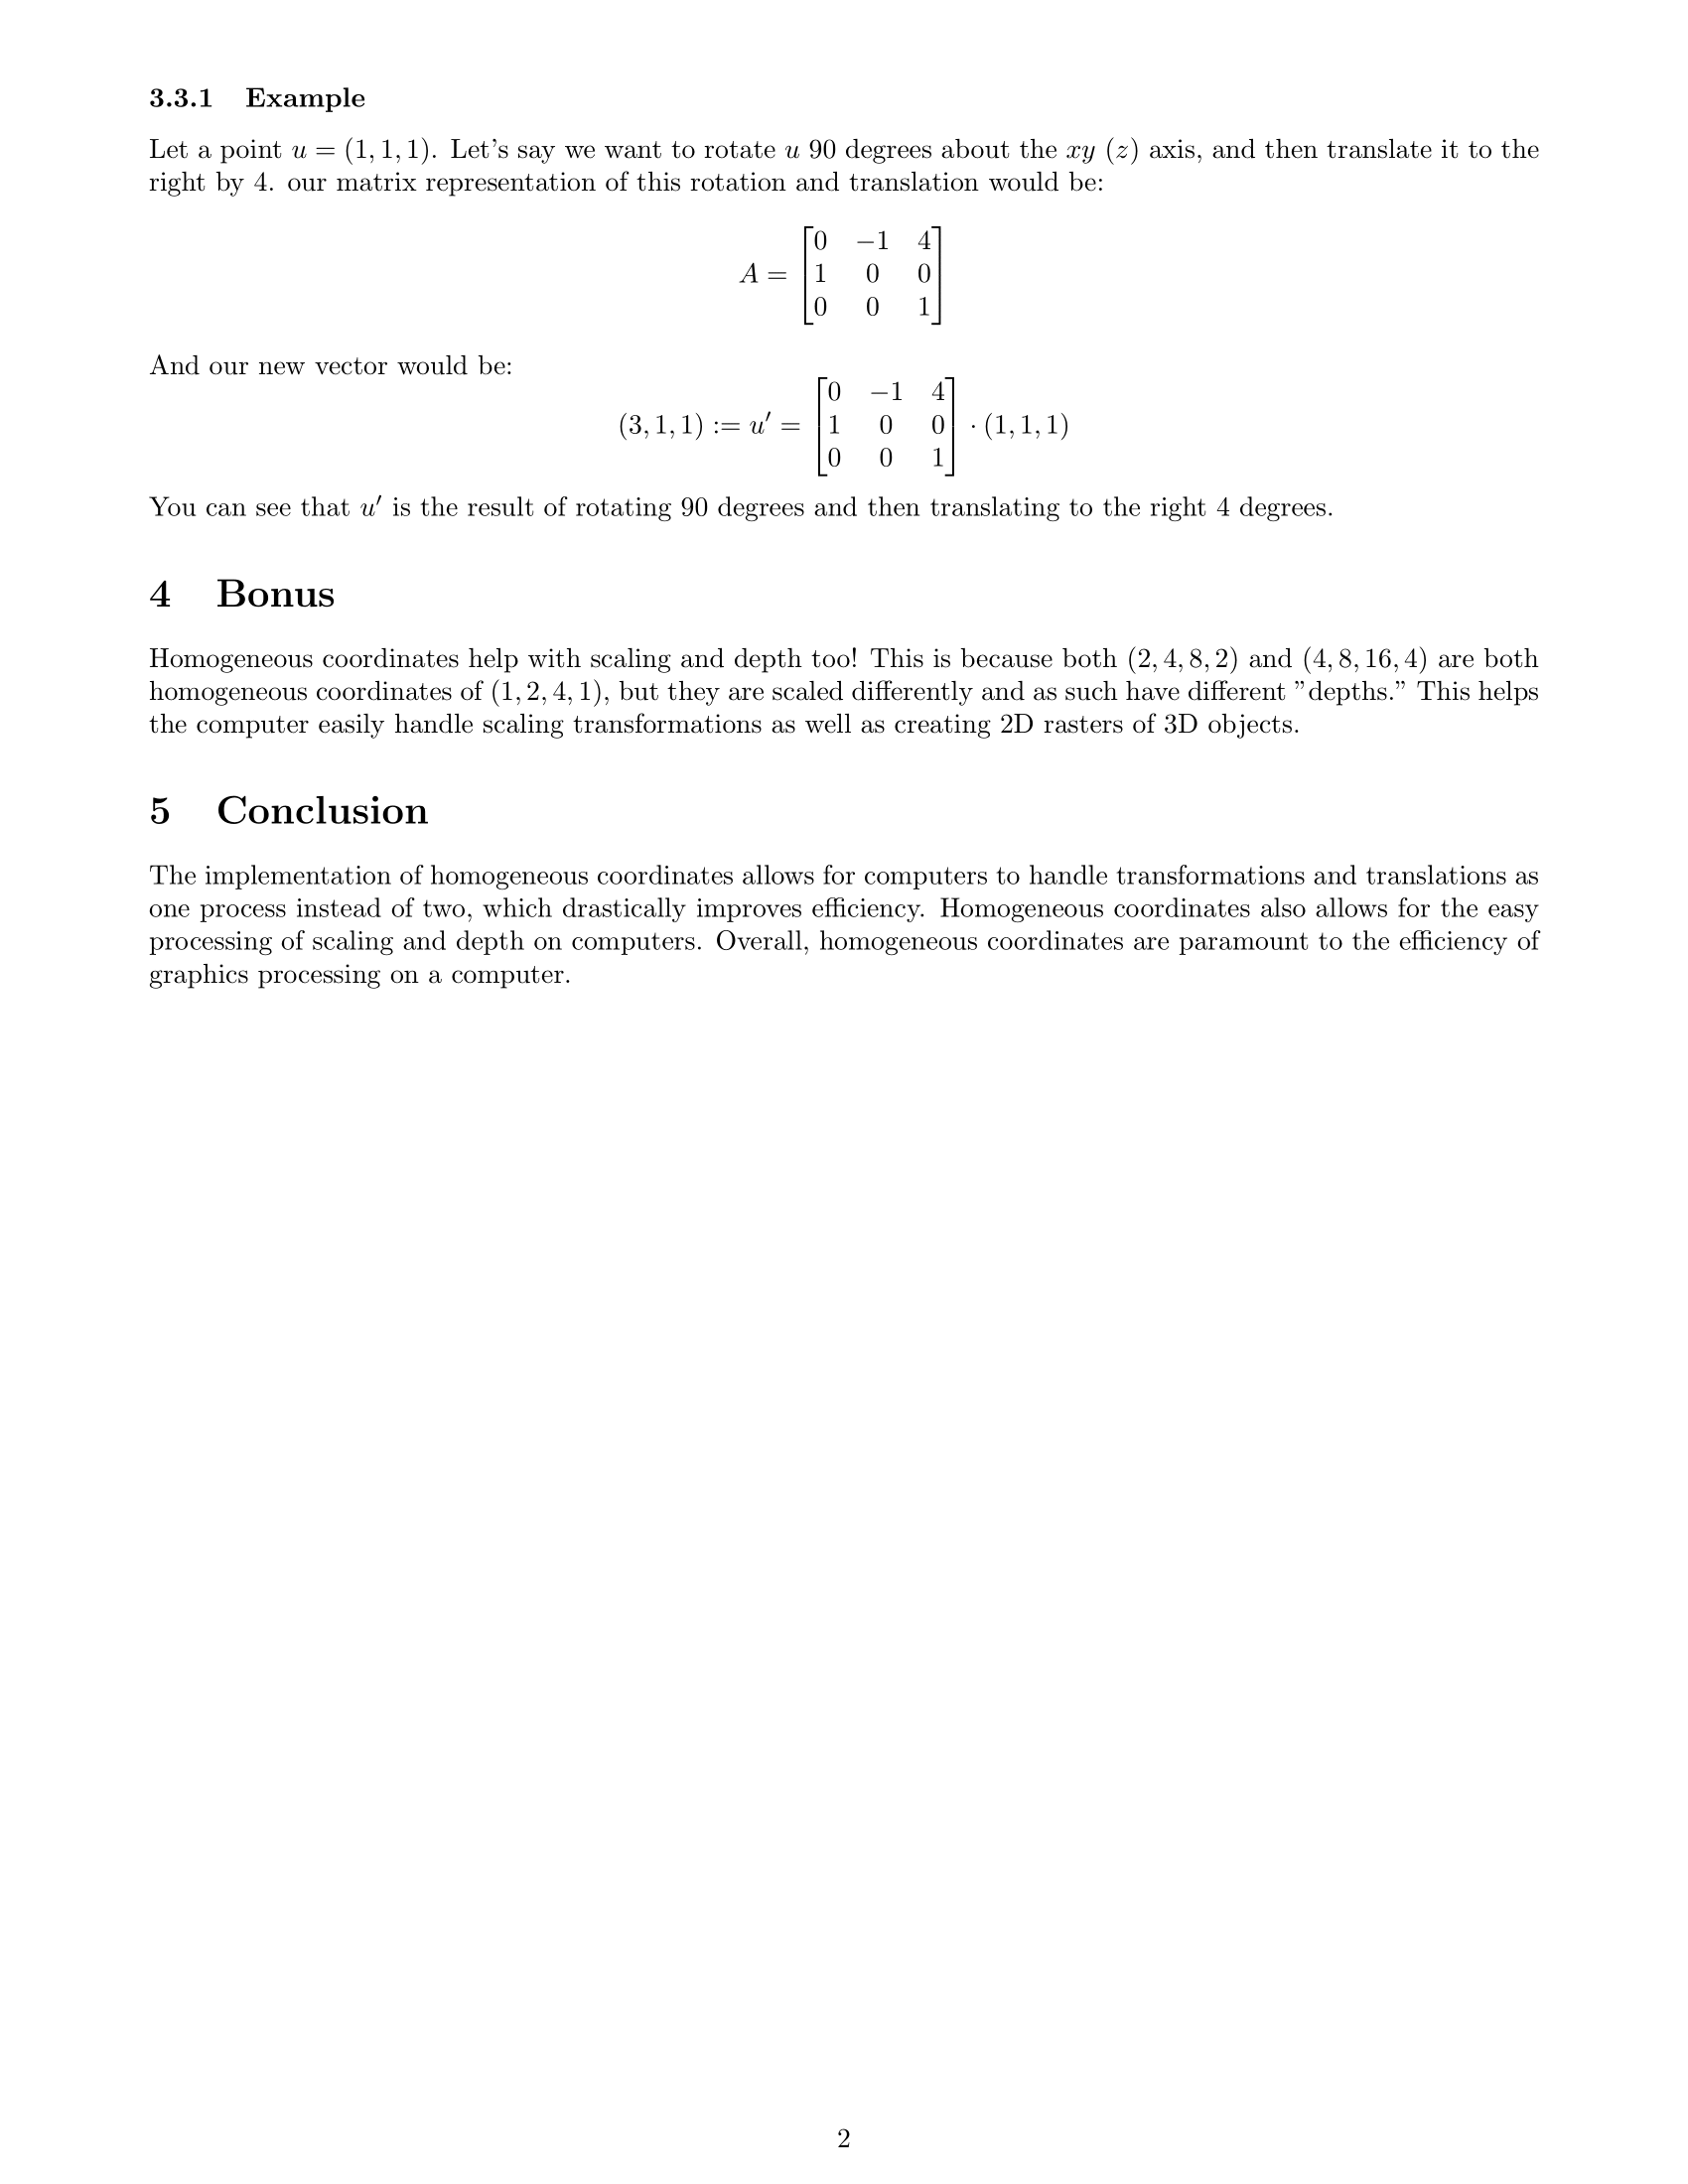 3.3.1 Example
Let a point u = (1, 1, 1). Let's say we want to rotate u 90 degrees about the xy (z) axis, and then translate it to the
right by 4. our matrix representation of this rotation and translation would be:
A = [0 −1 4
1 0 0
0 0 1]
And our new vector would be:
(3, 1, 1) := u′ = [0 −1 4
1 0 0
0 0 1] · (1, 1, 1)
You can see that u′ is the result of rotating 90 degrees and then translating to the right 4 degrees.
4 Bonus
Homogeneous coordinates help with scaling and depth too! This is because both (2, 4, 8, 2) and (4, 8, 16, 4) are both
homogeneous coordinates of (1, 2, 4, 1), but they are scaled differently and as such have different ”depths.” This helps
the computer easily handle scaling transformations as well as creating 2D rasters of 3D objects.
5 Conclusion
The implementation of homogeneous coordinates allows for computers to handle transformations and translations as
one process instead of two, which drastically improves efficiency. Homogeneous coordinates also allows for the easy
processing of scaling and depth on computers. Overall, homogeneous coordinates are paramount to the efficiency of
graphics processing on a computer.
2